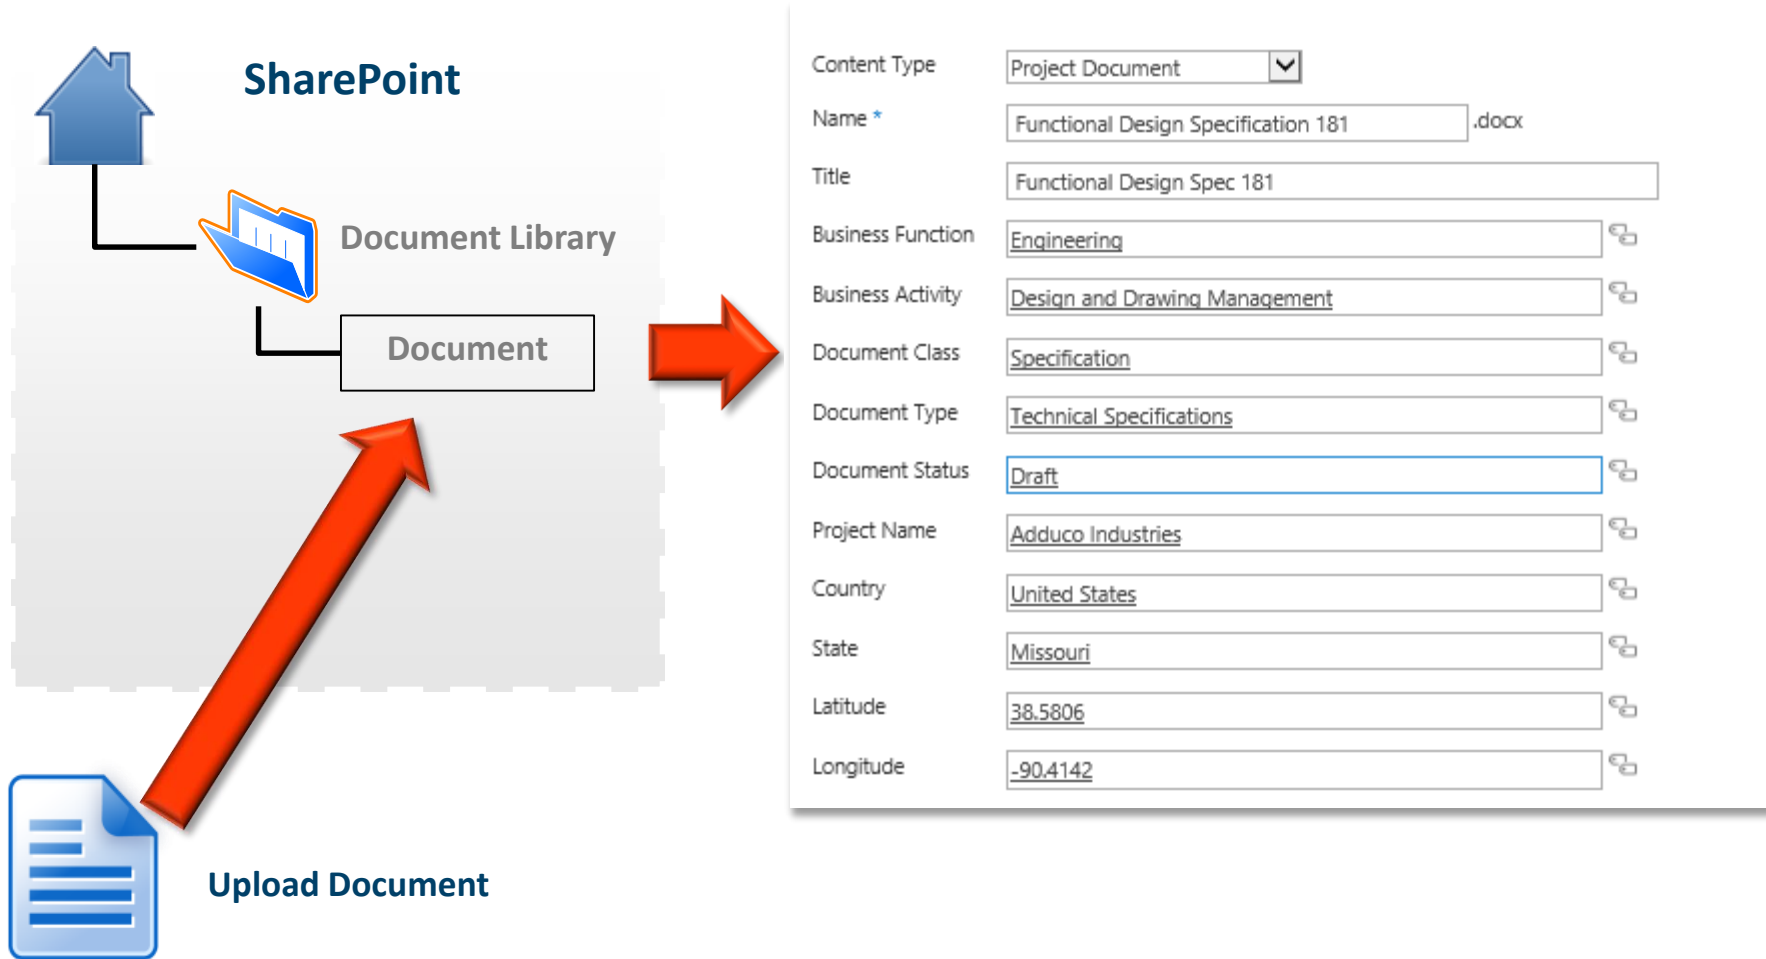 SharePoint
Document Library
Document
Upload Document
Content Type Project Document
Name * Functional Design Specification 181 .docx
Title Functional Design Spec 181
Business Function Engineering
Business Activity Design and Drawing Management
Document Class Specification
Document Type Technical Specifications
Document Status Draft
Project Name Adduco Industries
Country United States
State Missouri
Latitude 38.5806
Longitude -90.4142